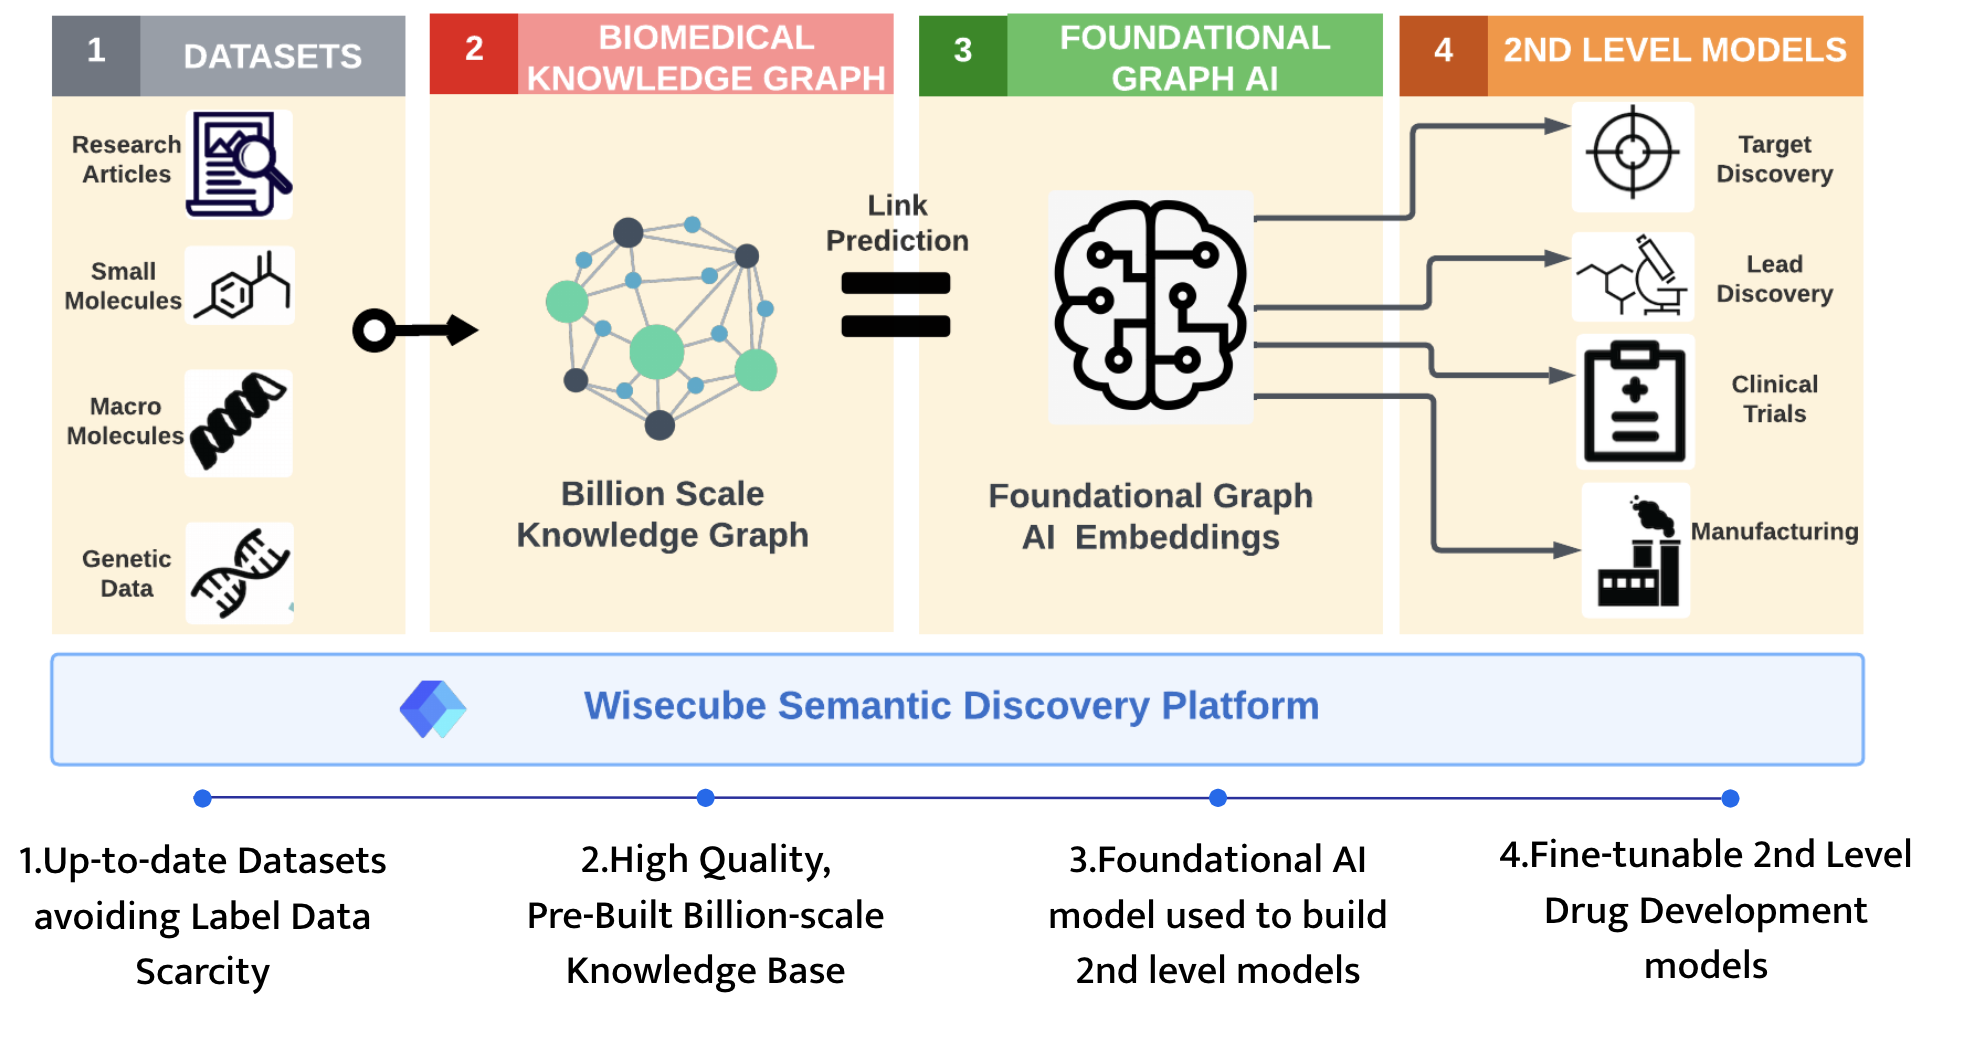 1
DATASETS
2
BIOMEDICAL
KNOWLEDGE GRAPH
3
FOUNDATIONAL
GRAPH AI
4
2ND LEVEL MODELS
Research
Articles
Small
Molecules
Macro
Molecules
Genetic
Data
Billion Scale
Knowledge Graph
Link
Prediction
Foundational Graph
AI Embeddings
Target
Discovery
Lead
Discovery
Clinical
Trials
Manufacturing
Wisecube Semantic Discovery Platform
1.Up-to-date Datasets
avoiding Label Data
Scarcity
2.High Quality,
Pre-Built Billion-scale
Knowledge Base
3.Foundational AI
model used to build
2nd level models
4.Fine-tunable 2nd Level
Drug Development
models